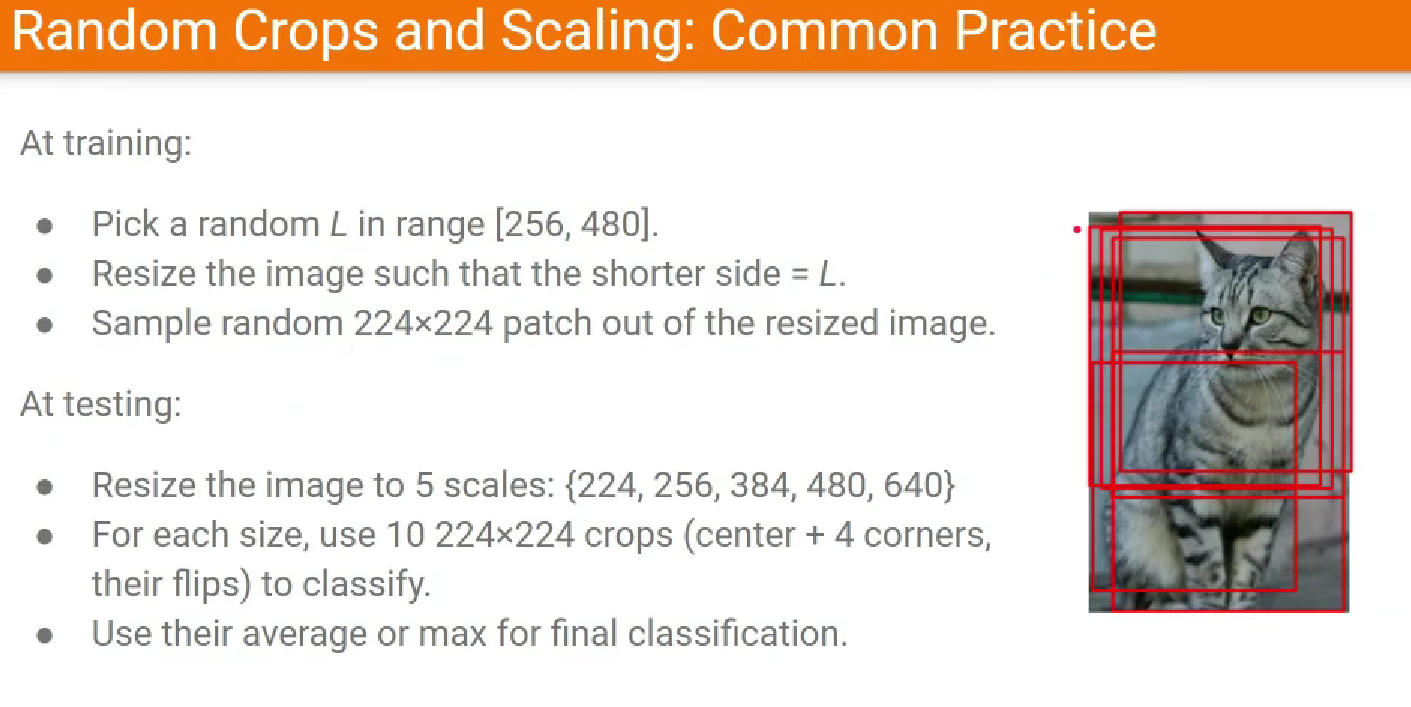 Random Crops and Scaling: Common Practice
At training:
● Pick a random L in range [256, 480].
● Resize the image such that the shorter side = L.
● Sample random 224×224 patch out of the resized image.
At testing:
● Resize the image to 5 scales: {224, 256, 384, 480, 640}
● For each size, use 10 224×224 crops (center + 4 corners,
their flips) to classify.
● Use their average or max for final classification.